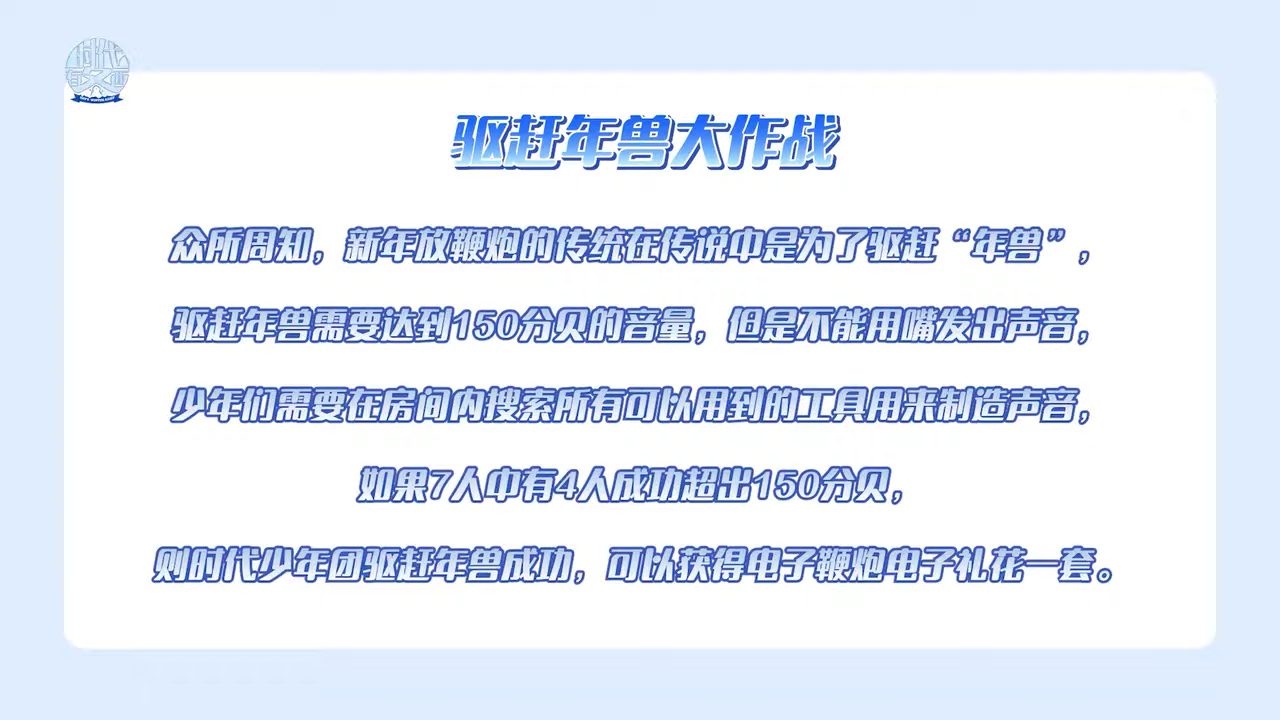 驱赶年兽大作战
众所周知，新年放鞭炮的传统在传说中是为了驱赶“年兽”，
驱赶年兽需要达到150分贝的音量，但是不能用嘴发出声音，
少年们需要在房间内搜索所有可以用到的工具用来制造声音，
如果7人中有4人成功超出150分贝，
则时代少年团驱赶年兽成功，可以获得电子鞭炮电子礼花一套。